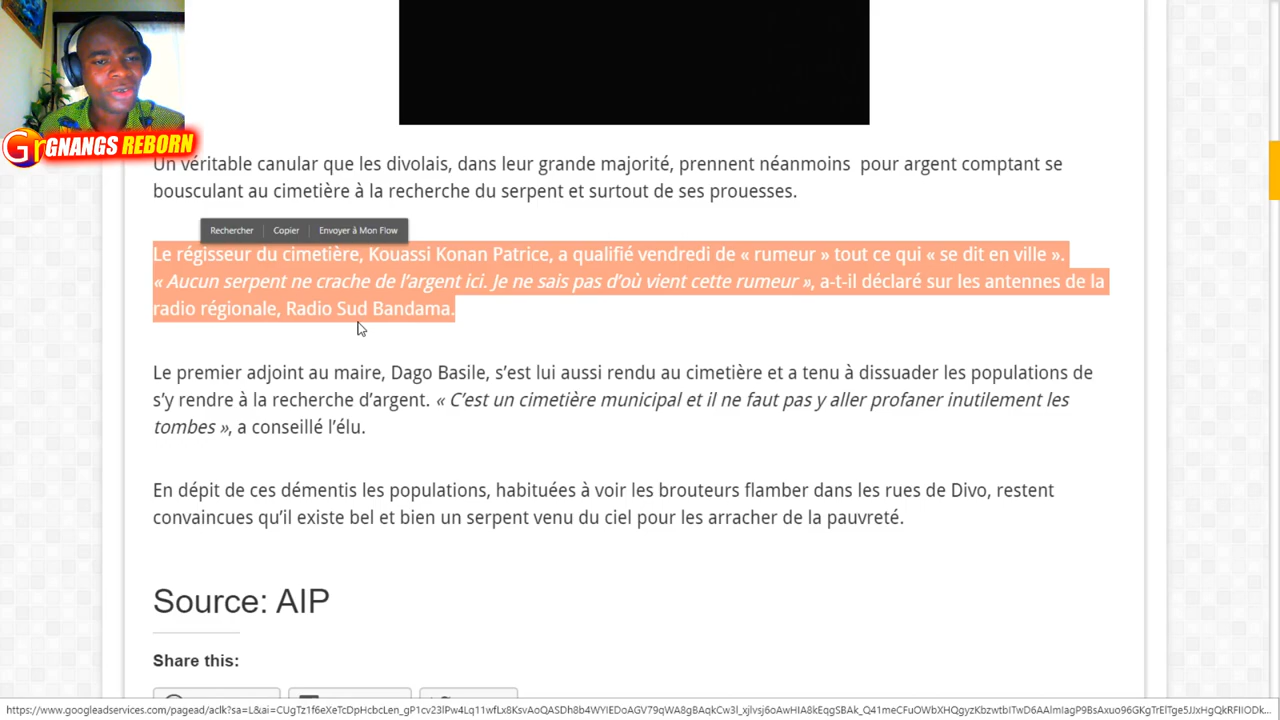 Gr GNANGS REBORN
Un véritable canular que les divolais, dans leur grande majorité, prennent néanmoins pour argent comptant se
bousculant au cimetière à la recherche du serpent et surtout de ses prouesses.
Rechercher Copier Envoyer à Mon Flow
Le régisseur du cimetière, Kouassi Konan Patrice, a qualifié vendredi de « rumeur » tout ce qui « se dit en ville ».
« Aucun serpent ne crache de l’argent ici. Je ne sais pas d’où vient cette rumeur », a-t-il déclaré sur les antennes de la
radio régionale, Radio Sud Bandama.
Le premier adjoint au maire, Dago Basile, s’est lui aussi rendu au cimetière et a tenu à dissuader les populations de
s’y rendre à la recherche d’argent. « C’est un cimetière municipal et il ne faut pas y aller profaner inutilement les
tombes », a conseillé l’élu.
En dépit de ces démentis les populations, habituées à voir les brouteurs flamber dans les rues de Divo, restent
convaincues qu’il existe bel et bien un serpent venu du ciel pour les arracher de la pauvreté.
Source: AIP
Share this: